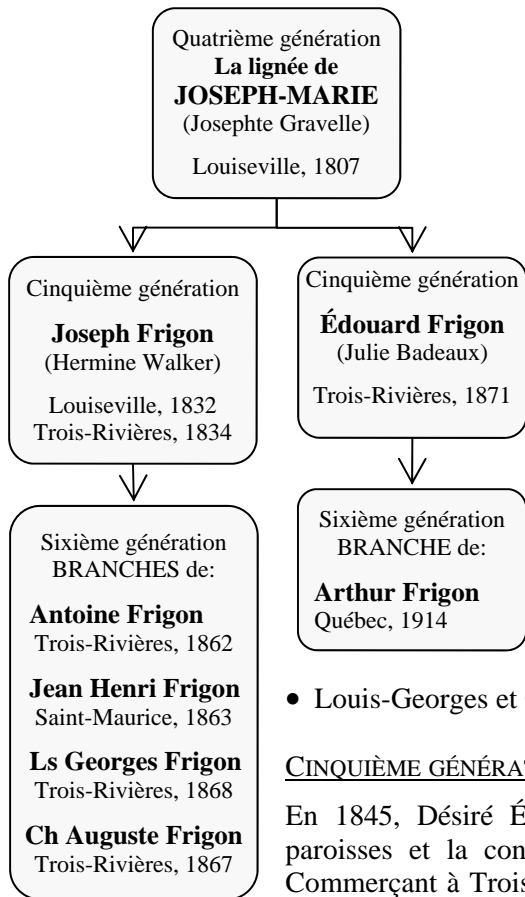 Quatrième génération
La lignée de
JOSEPH-MARIE
(Josephte Gravelle)
Louiseville, 1807
Cinquième génération
Joseph Frigon
(Hermine Walker)
Louiseville, 1832
Trois-Rivières, 1834
Cinquième génération
Édouard Frigon
(Julie Badeaux)
Trois-Rivières, 1871
Sixième génération
BRANCHES de:
Antoine Frigon
Trois-Rivières, 1862
Jean Henri Frigon
Saint-Maurice, 1863
Ls Georges Frigon
Trois-Rivières, 1868
Ch Auguste Frigon
Trois-Rivières, 1867
Sixième génération
BRANCHE de:
Arthur Frigon
Québec, 1914
• Louis-Georges et
CINQUIÈME GÉNÉRA
En 1845, Désiré É
paroisses et la con
Commerçant à Trois